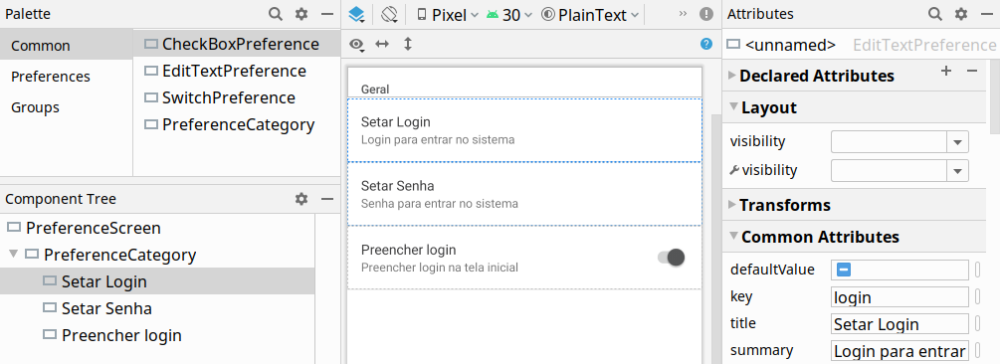 Palette
Common
Preferences
Groups
CheckBoxPreference
EditTextPreference
SwitchPreference
PreferenceCategory
Component Tree
PreferenceScreen
PreferenceCategory
Setar Login
Setar Senha
Preencher login
Pixel
30
PlainText
»
!
?
Geral
Setar Login
Login para entrar no sistema
Setar Senha
Senha para entrar no sistema
Preencher login
Preencher login na tela inicial
Attributes
<unnamed> EditTextPreference
Declared Attributes + −
Layout
visibility
visibility
Transforms
Common Attributes
defaultValue
key login
title Setar Login
summary Login para entrar